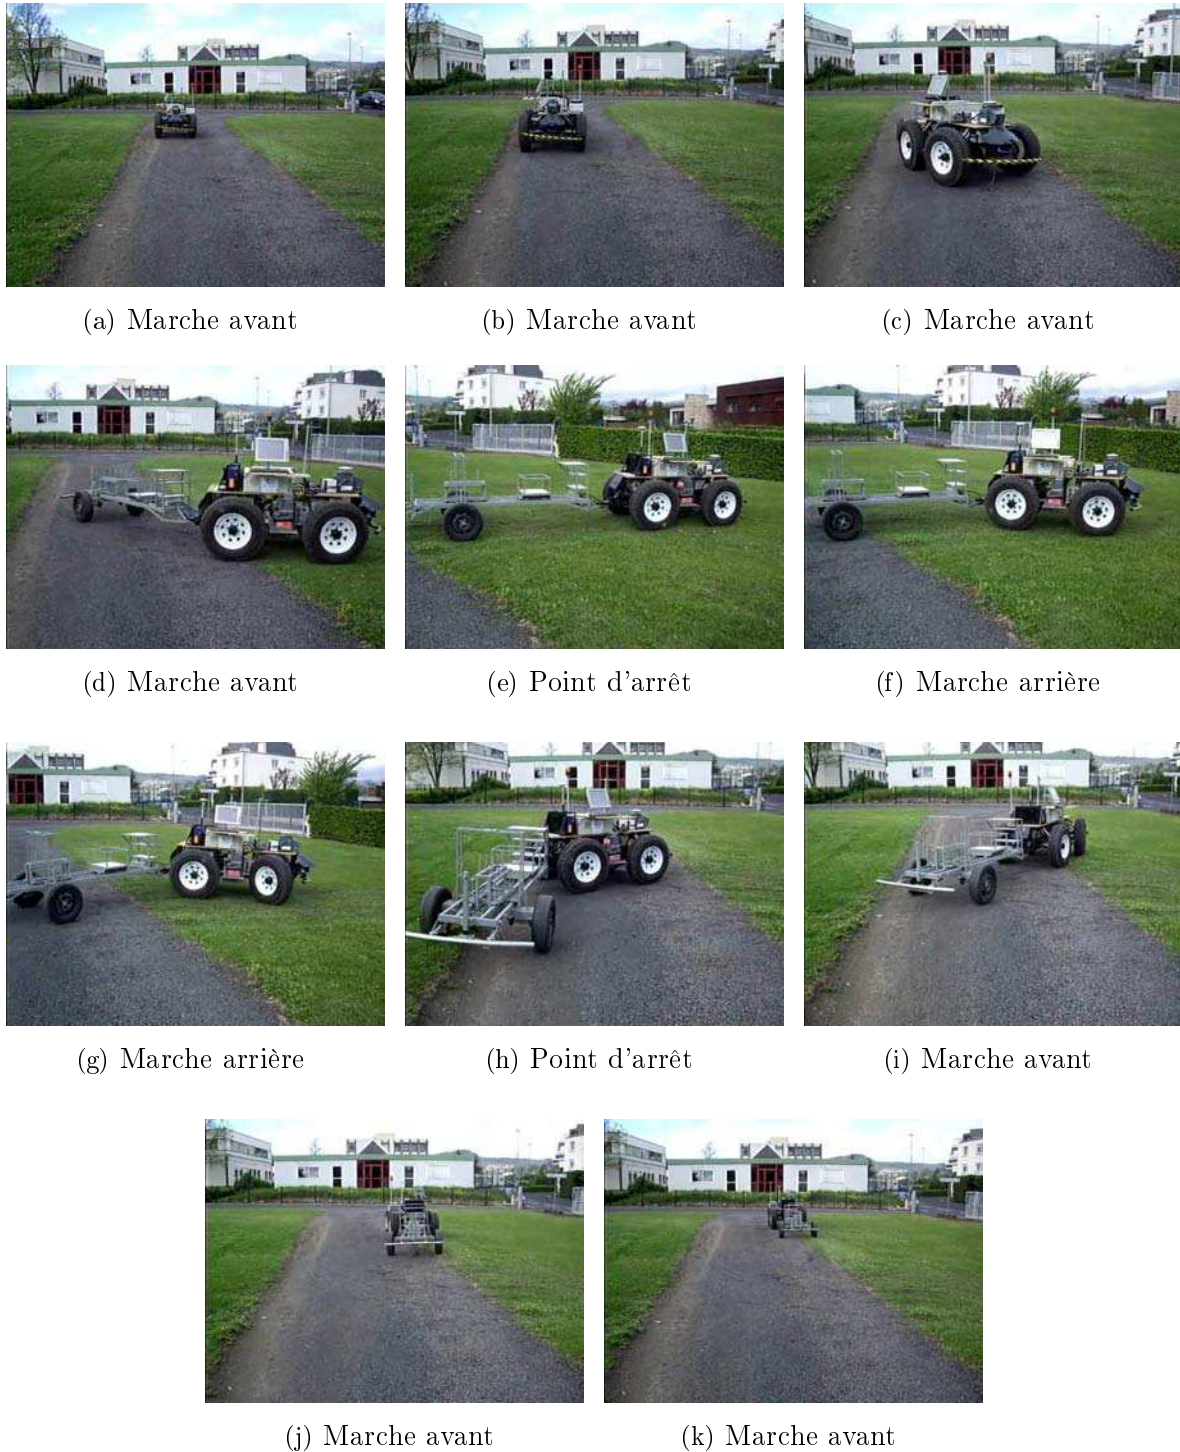 (a) Marche avant
(b) Marche avant
(c) Marche avant
(d) Marche avant
(e) Point d'arrêt
(f) Marche arrière
(g) Marche arrière
(h) Point d'arrêt
(i) Marche avant
(j) Marche avant
(k) Marche avant